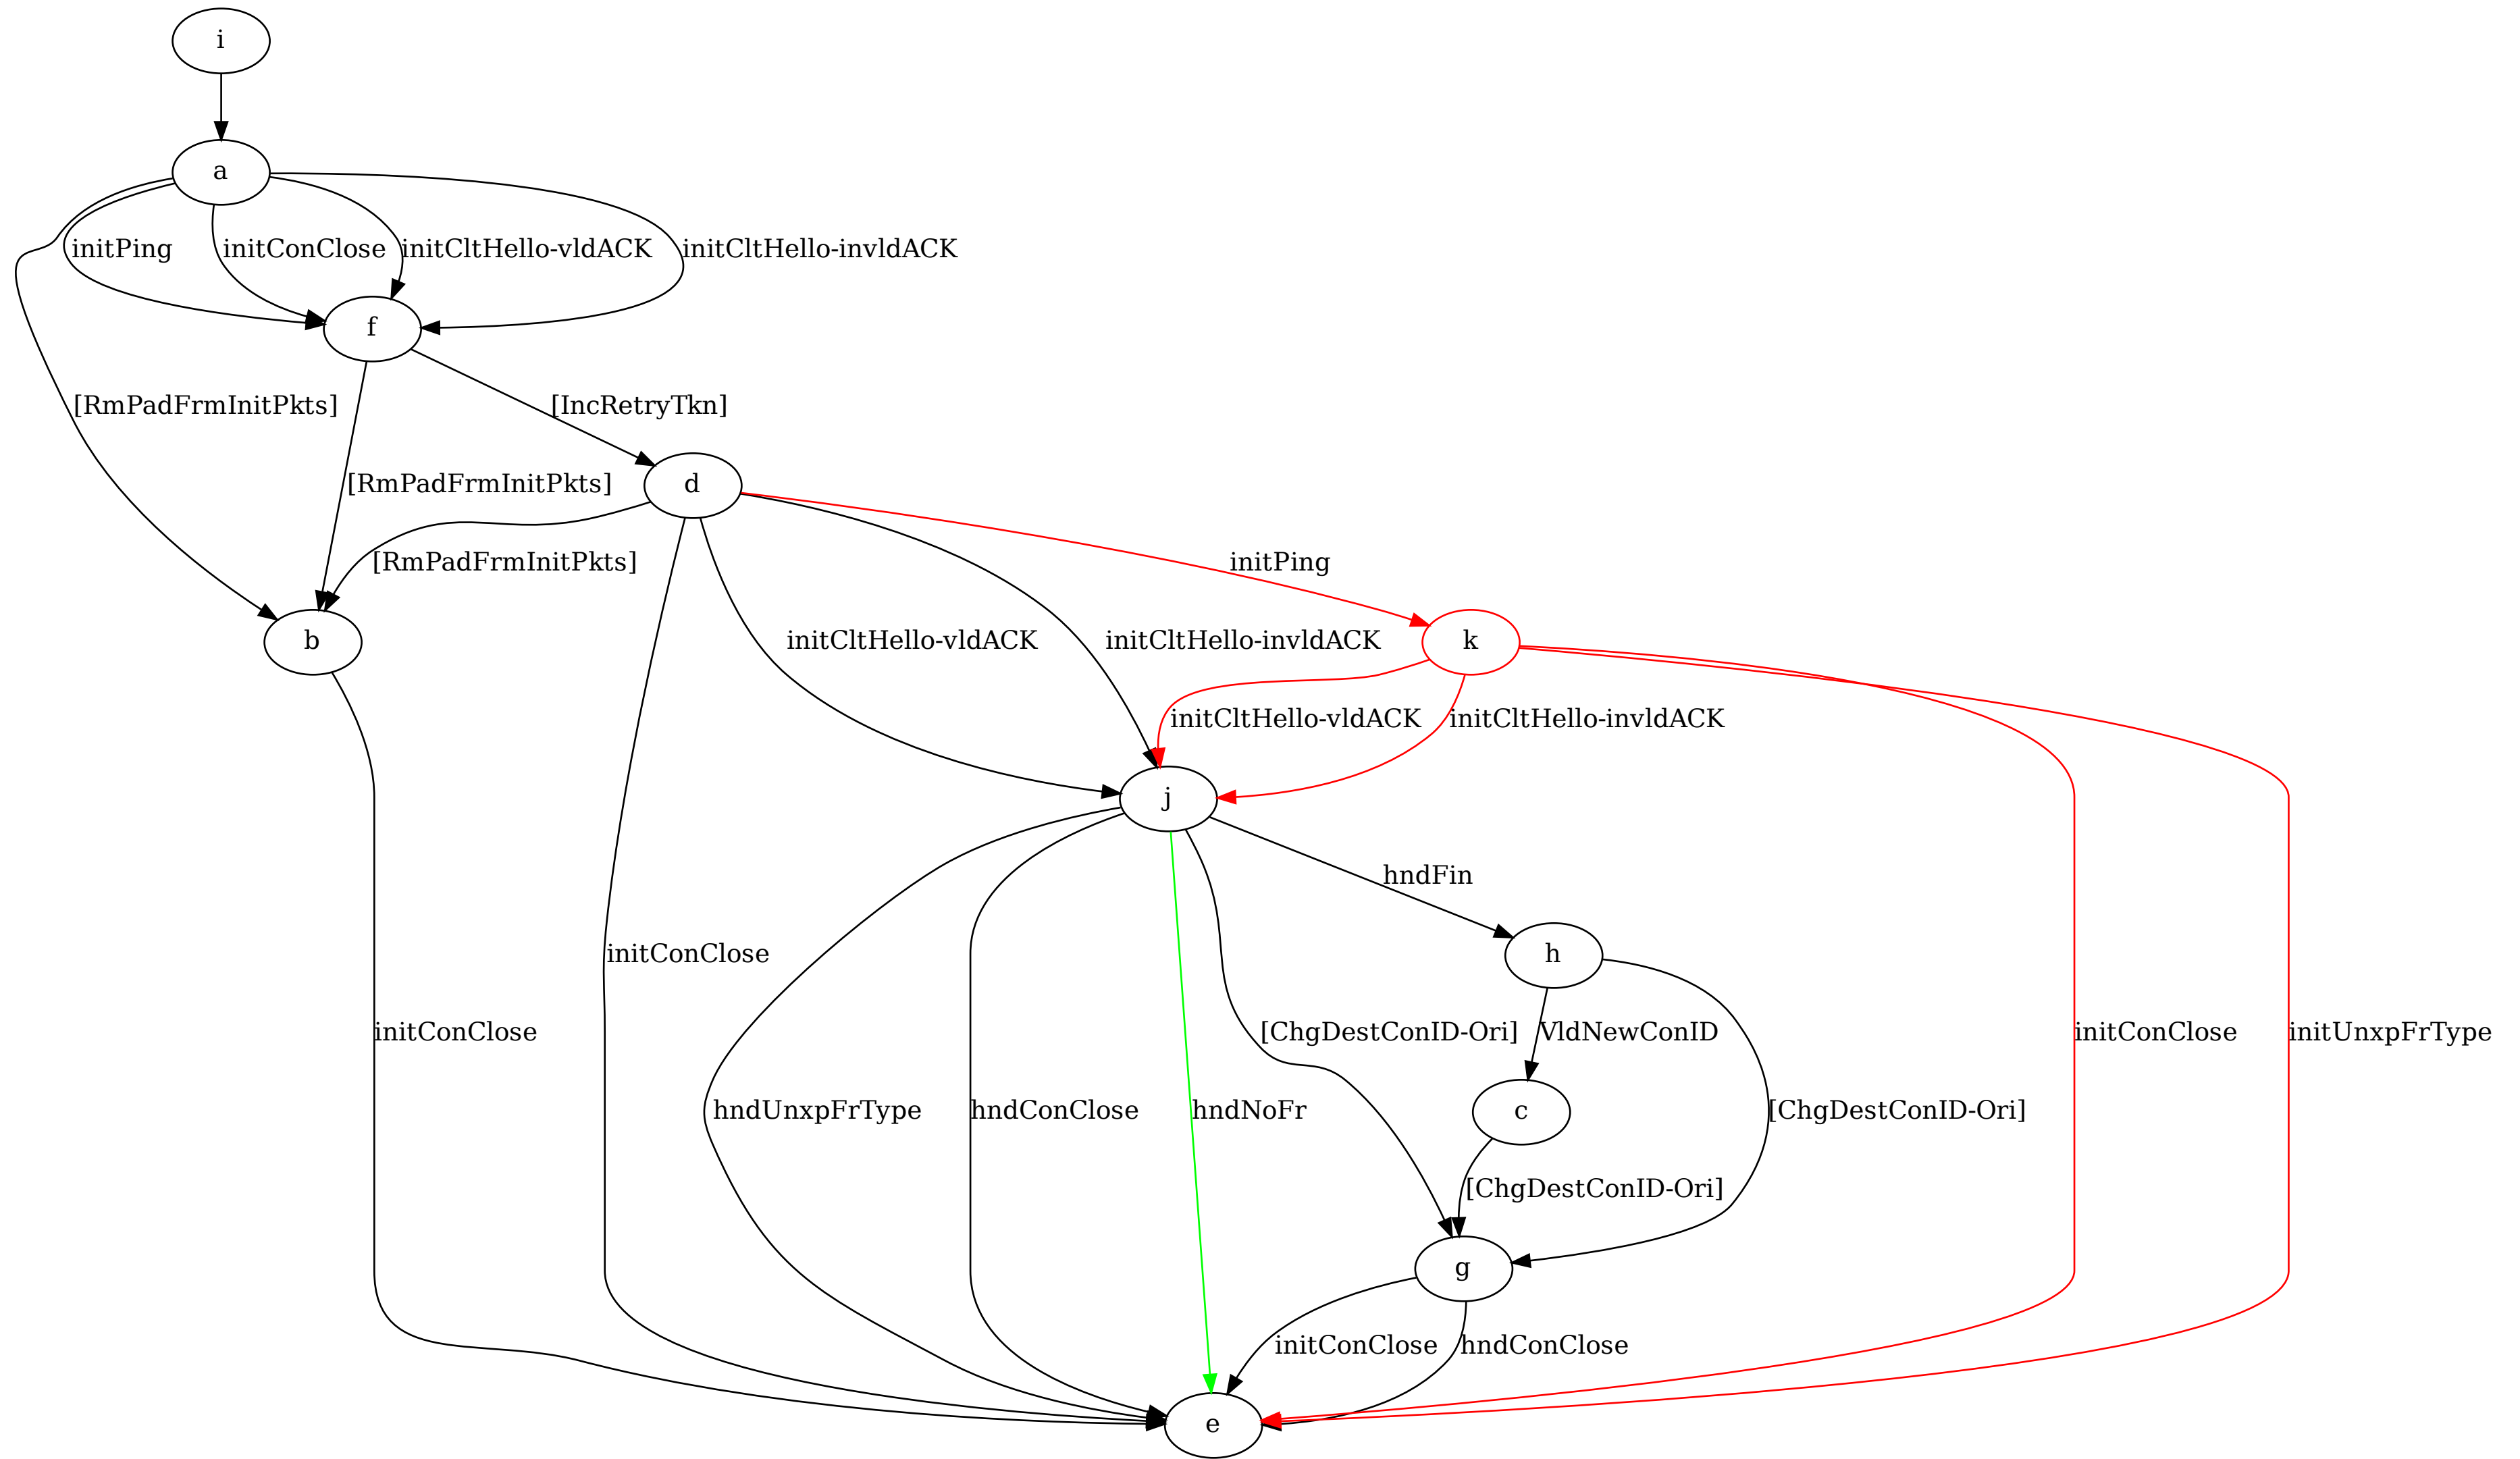 i
a
initPing
initConClose
initCltHello-vldACK
initCltHello-invldACK
f
[RmPadFrmInitPkts]
[IncRetryTkn]
[RmPadFrmInitPkts]
d
[RmPadFrmInitPkts]
initPing
b
initCltHello-vldACK
initCltHello-invldACK
k
initCltHello-vldACK
initCltHello-invldACK
j
hndFin
initConClose
h
initConClose
[ChgDestConID-Ori]
VldNewConID
initConClose
initUnxpFrType
hndUnxpFrType
hndConClose
hndNoFr
c
[ChgDestConID-Ori]
[ChgDestConID-Ori]
g
initConClose
hndConClose
e